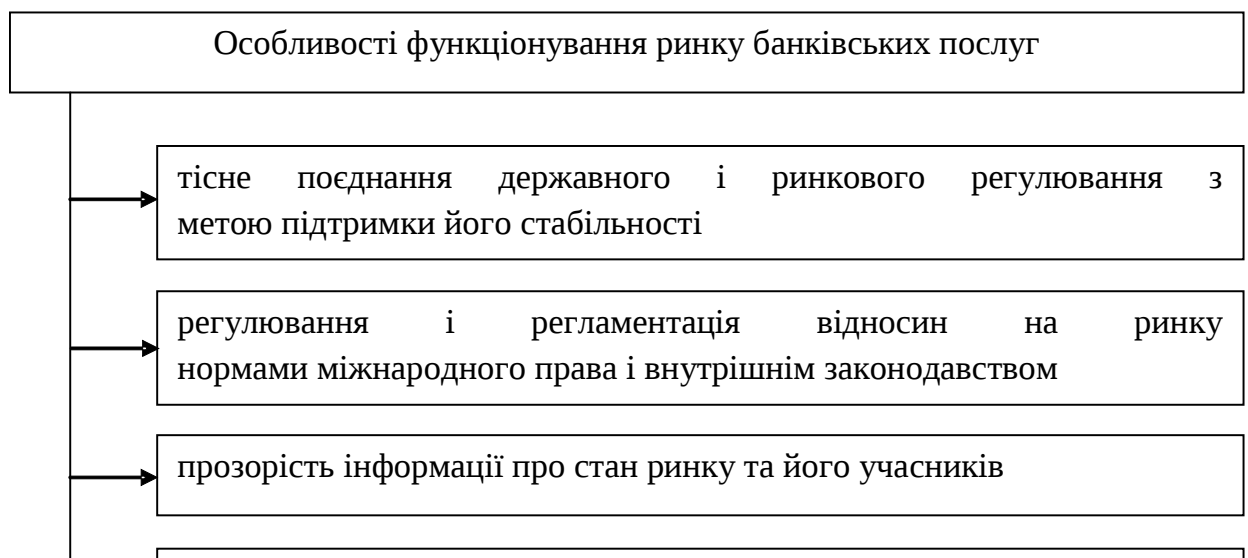 Особливості функціонування ринку банківських послуг
тісне поєднання державного і ринкового регулювання з
метою підтримки його стабільності
регулювання і регламентація відносин на ринку
нормами міжнародного права і внутрішнім законодавством
прозорість інформації про стан ринку та його учасників